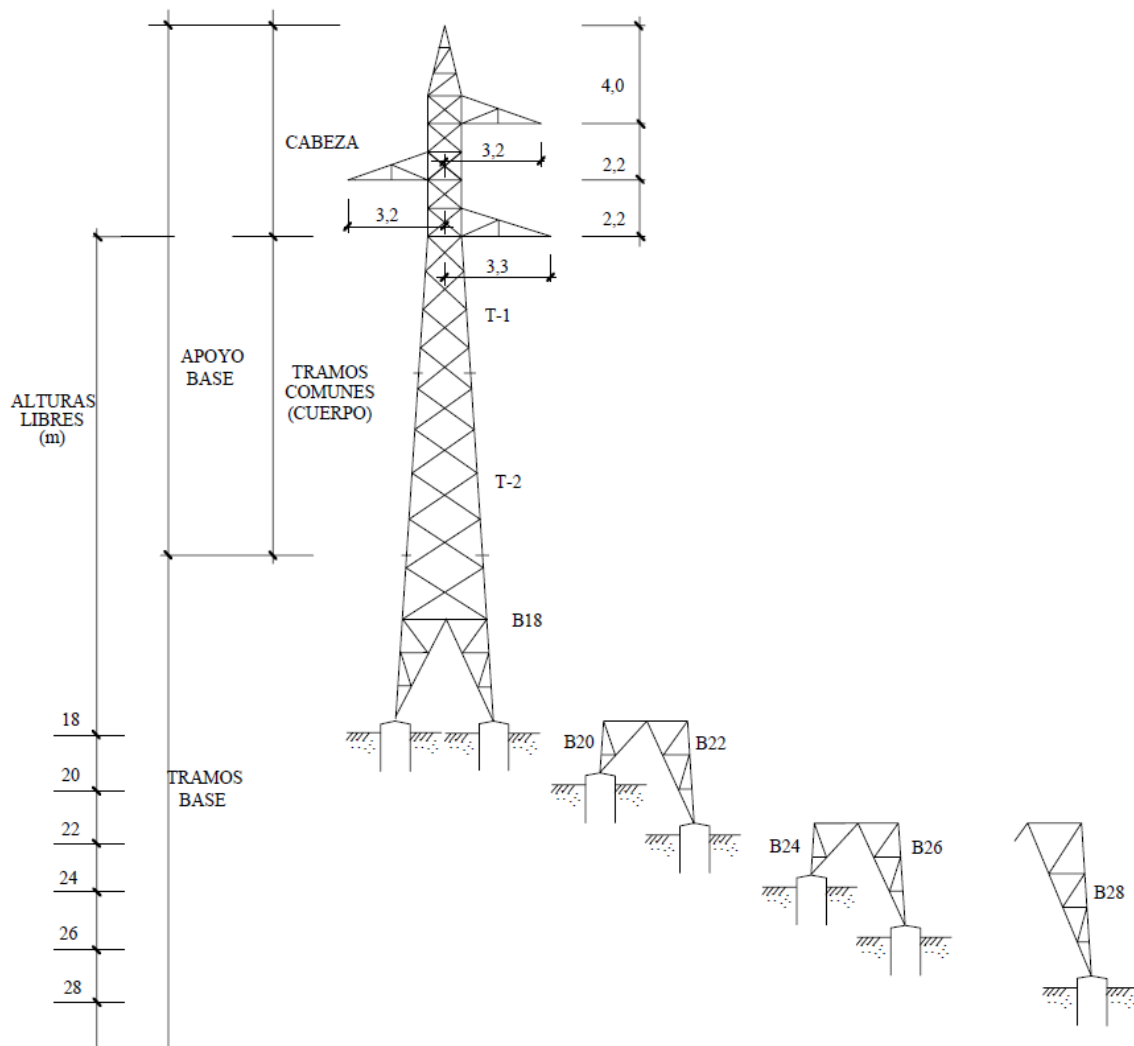 4,0
CABEZA
3,2
2,2
3,2
2,2
3,3
T-1
APOYO
BASE
TRAMOS
COMUNES
(CUERPO)
ALTURAS
LIBRES
(m)
T-2
B18
18
B20
B22
20
TRAMOS
BASE
22
B24
B26
24
B28
26
28